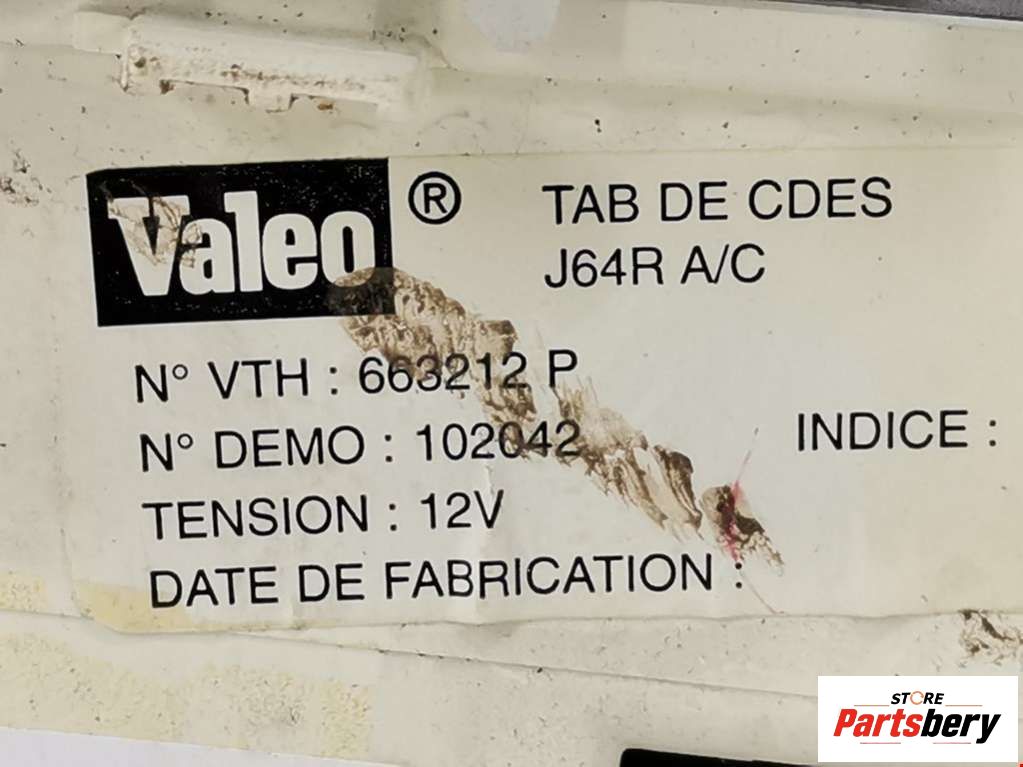 Valeo ® TAB DE CDES
J64R A/C
N° VTH : 663212 P
N° DEMO : 102042
INDICE :
TENSION : 12V
DATE DE FABRICATION :
STORE
Partsbery